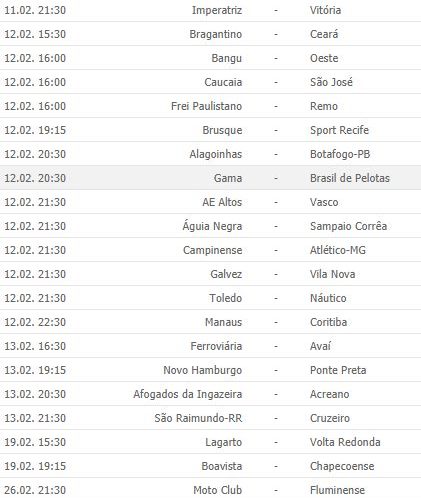 11.02. 21:30 Imperatriz - Vitória
12.02. 15:30 Bragantino - Ceará
12.02. 16:00 Bangu - Oeste
12.02. 16:00 Caucaia - São José
12.02. 16:00 Frei Paulistano - Remo
12.02. 19:15 Brusque - Sport Recife
12.02. 20:30 Alagoinhas - Botafogo-PB
12.02. 20:30 Gama - Brasil de Pelotas
12.02. 21:30 AE Altos - Vasco
12.02. 21:30 Águia Negra - Sampaio Corrêa
12.02. 21:30 Campinense - Atlético-MG
12.02. 21:30 Galvez - Vila Nova
12.02. 21:30 Toledo - Náutico
12.02. 22:30 Manaus - Coritiba
13.02. 16:30 Ferroviária - Avaí
13.02. 19:15 Novo Hamburgo - Ponte Preta
13.02. 20:30 Afogados da Ingazeira - Acreano
13.02. 21:30 São Raimundo-RR - Cruzeiro
19.02. 15:30 Lagarto - Volta Redonda
19.02. 19:15 Boavista - Chapecoense
26.02. 21:30 Moto Club - Fluminense